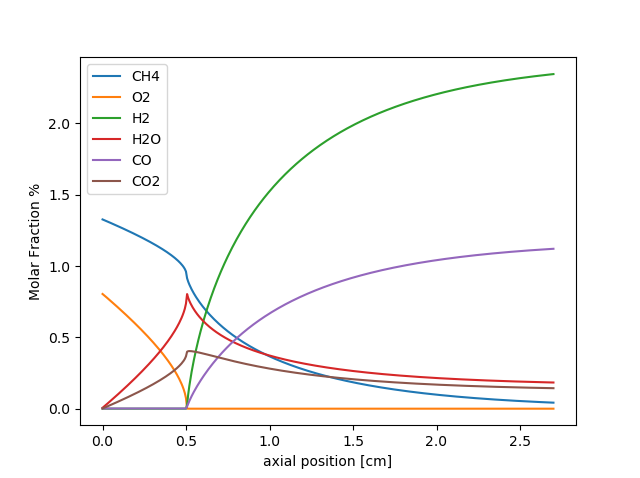 CH4
O2
H2
H2O
CO
CO2
Molar Fraction %
2.0
1.5
1.0
0.5
0.0
0.0 0.5 1.0 1.5 2.0 2.5
axial position [cm]